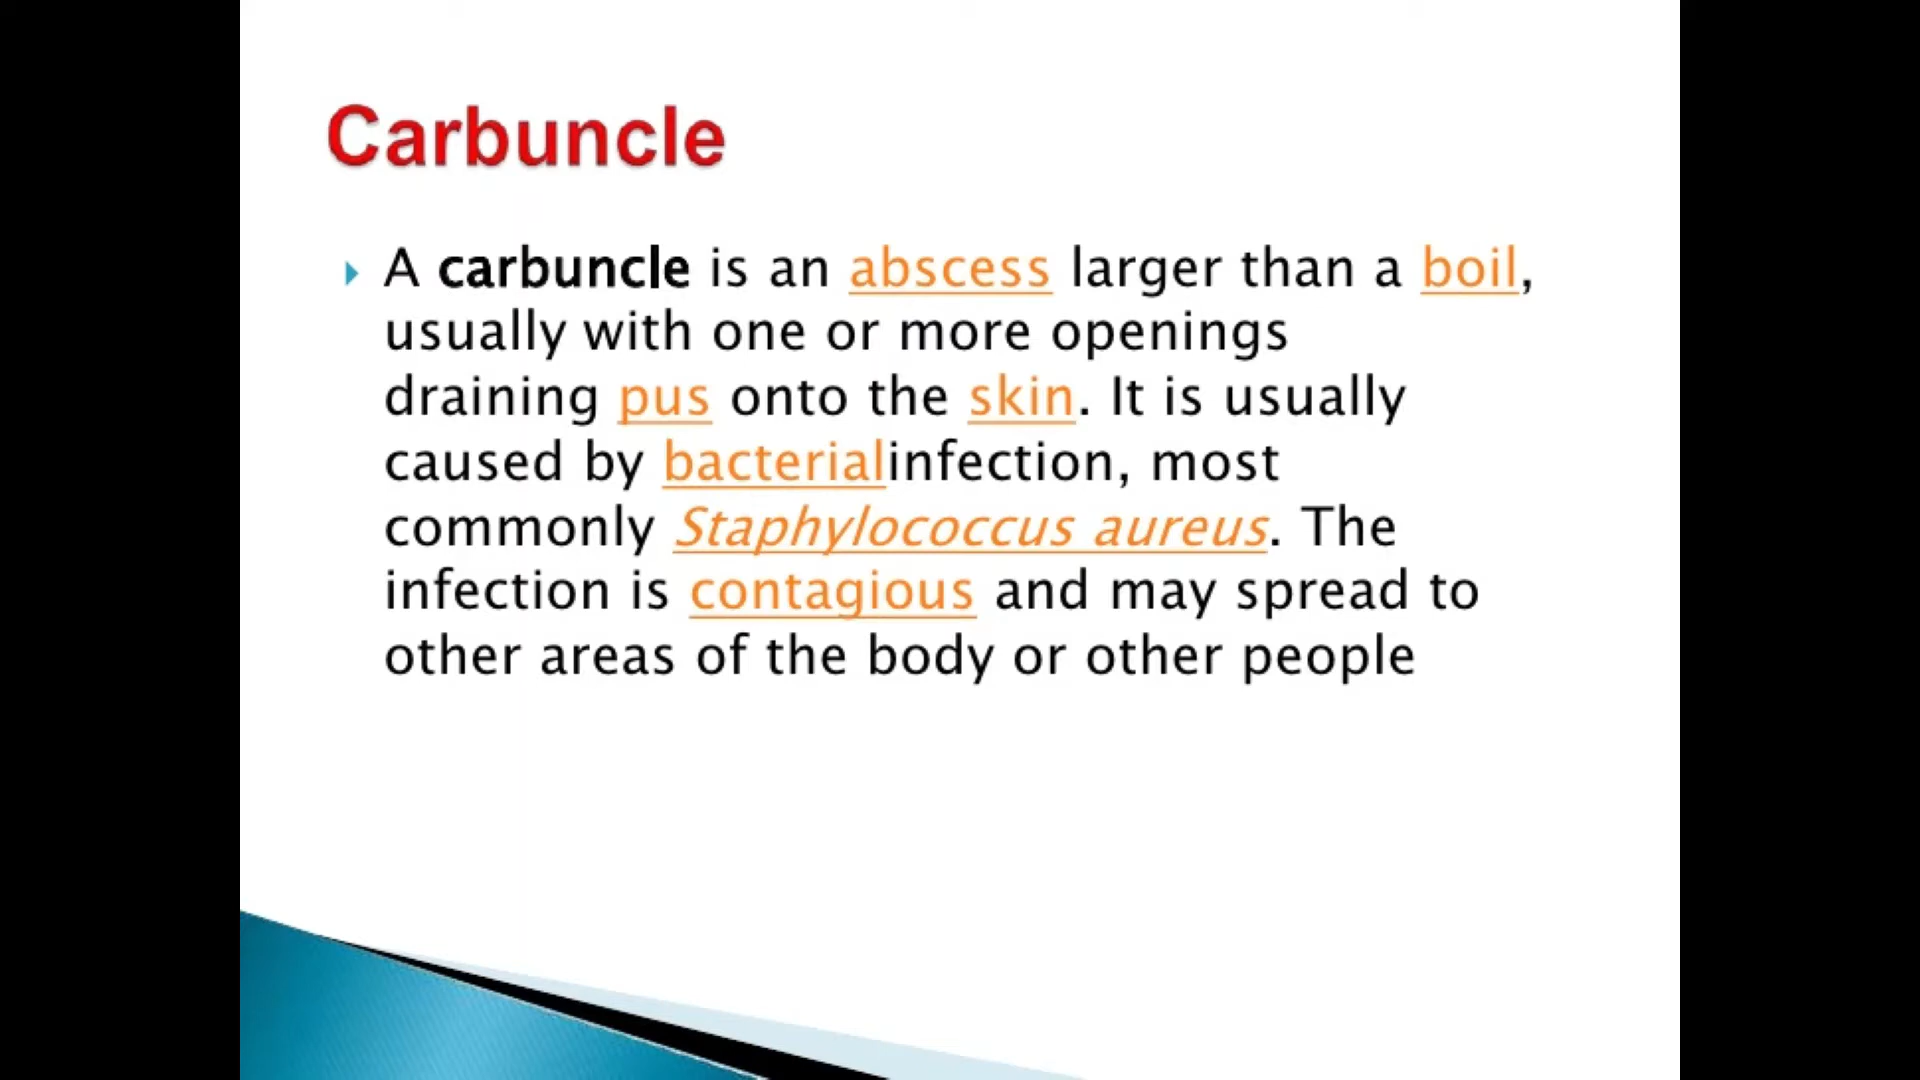 Carbuncle
A carbuncle is an abscess larger than a boil,
usually with one or more openings
draining pus onto the skin. It is usually
caused by bacterialinfection, most
commonly Staphylococcus aureus. The
infection is contagious and may spread to
other areas of the body or other people